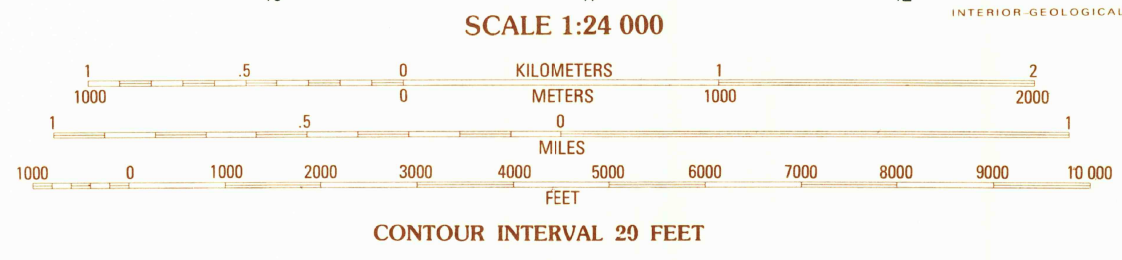 INTERIOR-GEOLOGICAL
SCALE 1:24 000
1 .5 0 KILOMETERS 1 2
1000 0 METERS 1000 2000
1 .5 0 1
MILES
1000 0 1000 2000 3000 4000 5000 6000 7000 8000 9000 10 000
FEET
CONTOUR INTERVAL 20 FEET